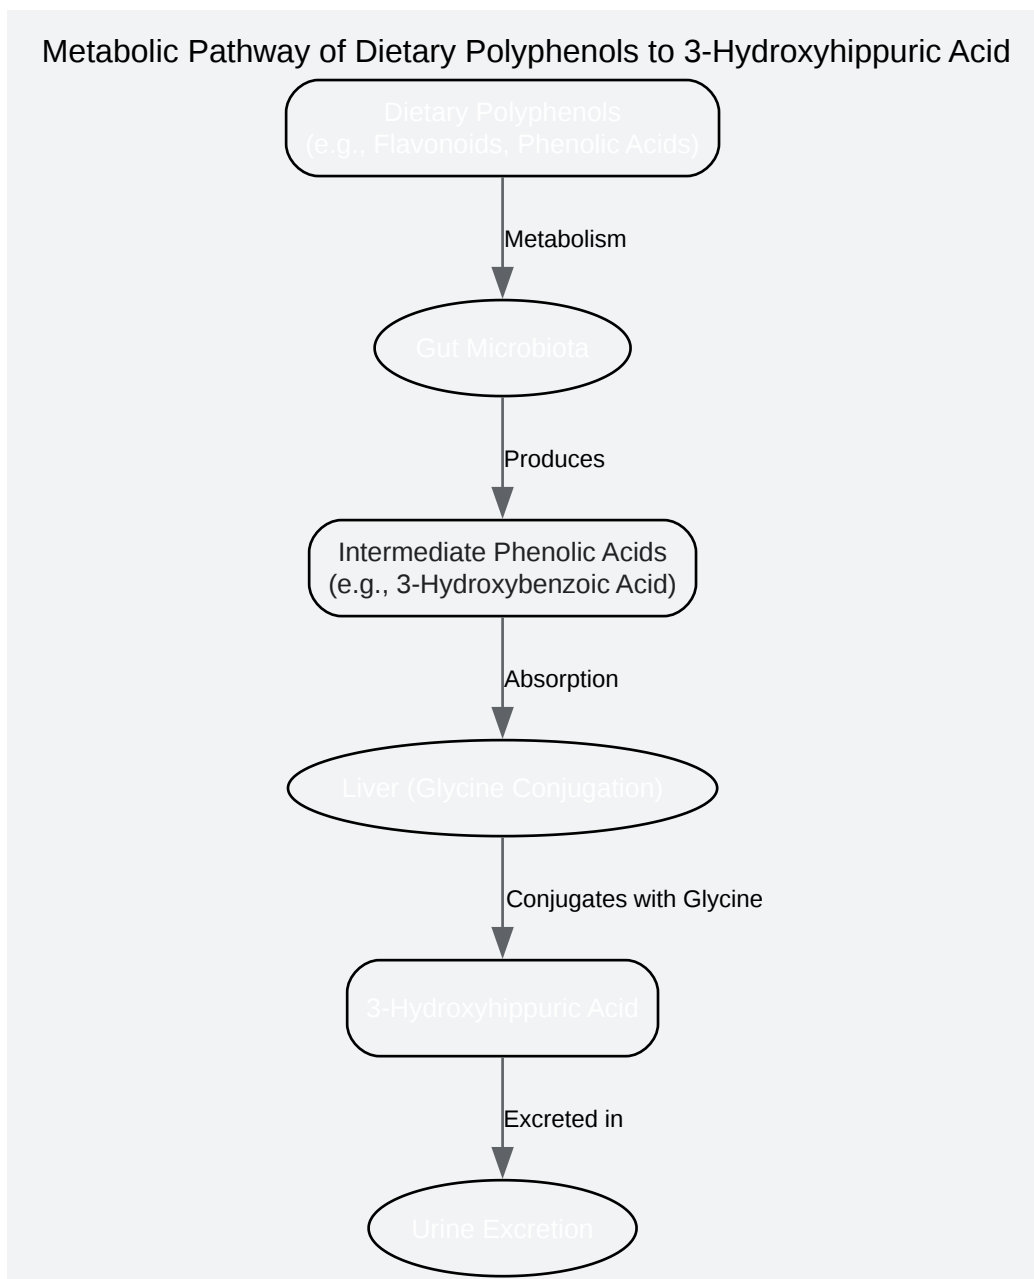 Metabolic Pathway of Dietary Polyphenols to 3-Hydroxyhippuric Acid
Dietary Polyphenols
(e.g., Flavonoids, Phenolic Acids)
Metabolism
Gut Microbiota
Produces
Intermediate Phenolic Acids
(e.g., 3-Hydroxybenzoic Acid)
Absorption
Liver (Glycine Conjugation)
Conjugates with Glycine
3-Hydroxyhippuric Acid
Excreted in
Urine Excretion